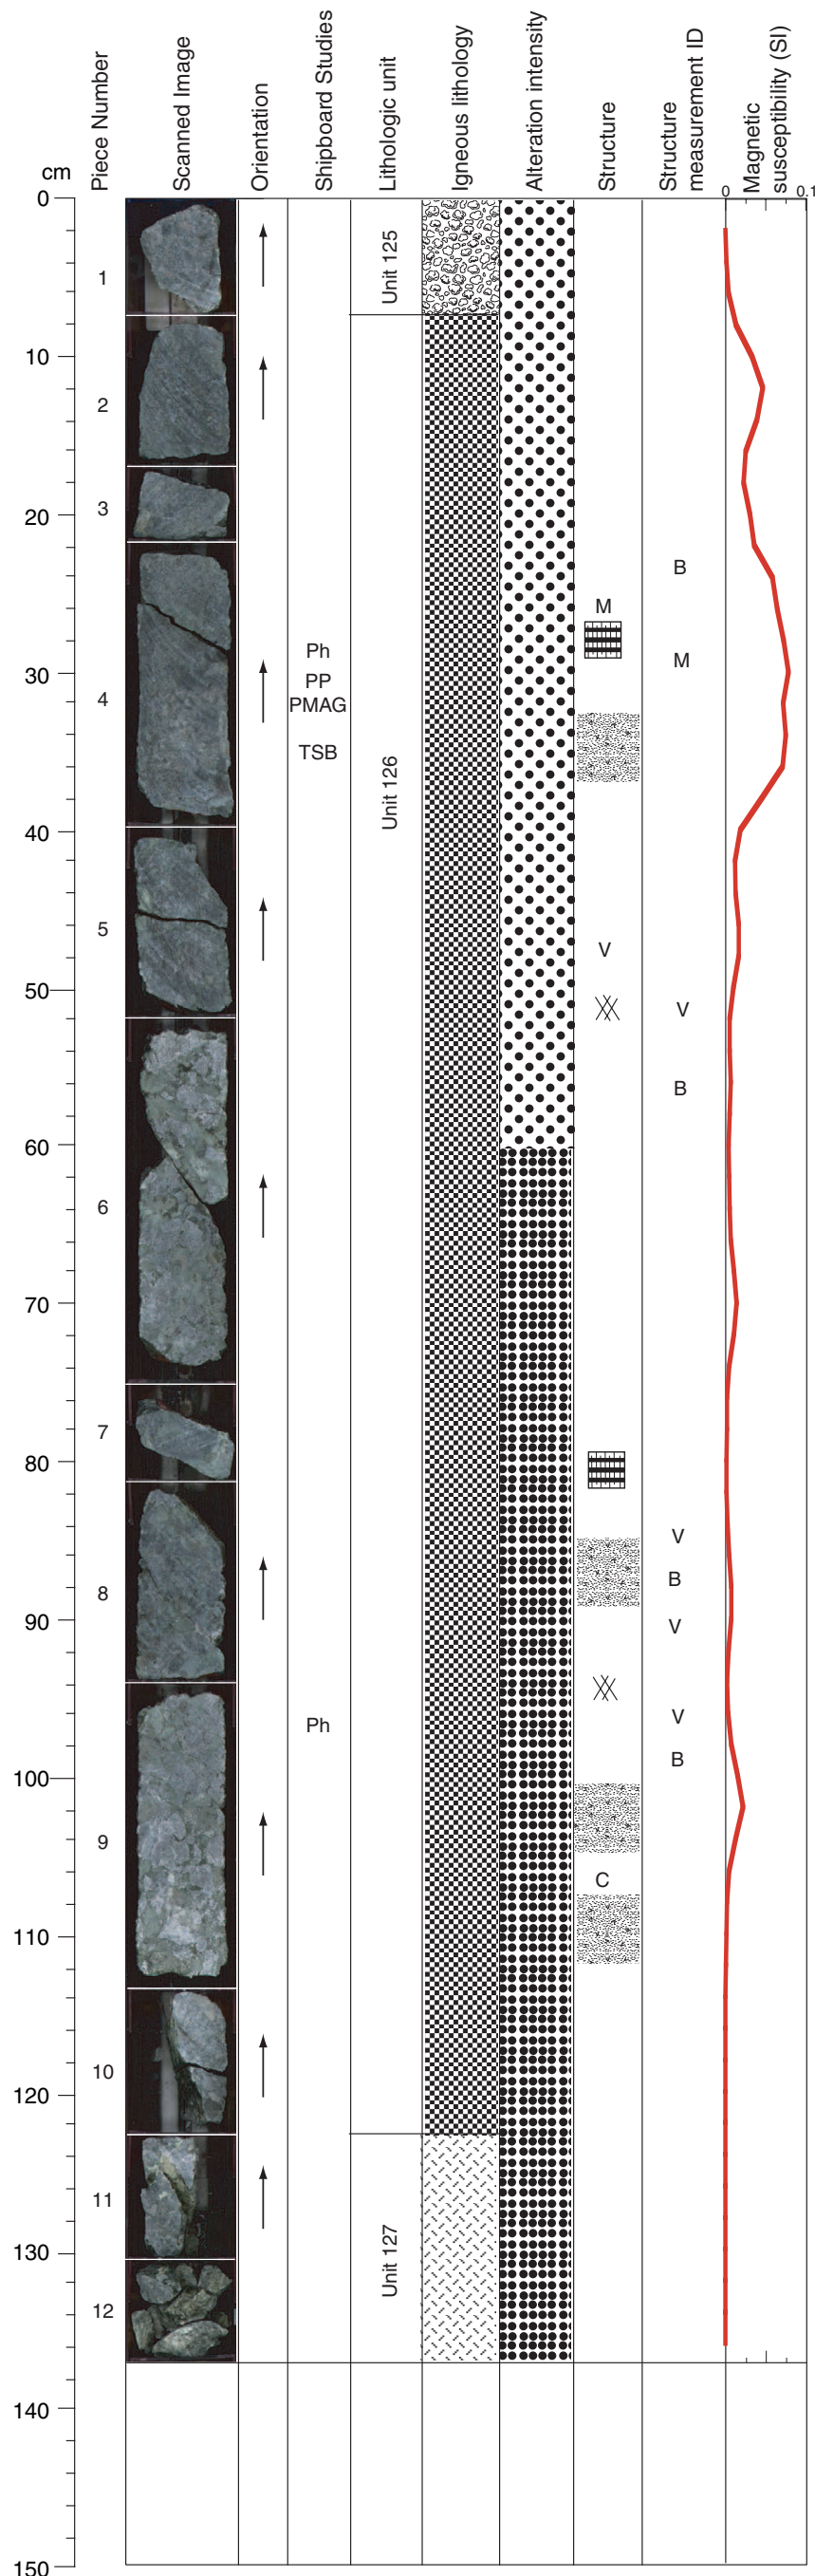 cm
Piece Number
Scanned Image
Orientation
Shipboard Studies
Lithologic unit
Igneous lithology
Alteration intensity
Structure
Structure
measurement ID
Magnetic
susceptibility (SI)
0 0.1
0
Unit 125
1
10
2
3
20
B
M
Ph
M
30
PP
4
PMAG
TSB
Unit 126
40
5
V
50
V
B
60
6
70
7
80
V
B
8
90
V
V
Ph
B
100
9
C
110
10
120
11
130
Unit 127
12
140
150